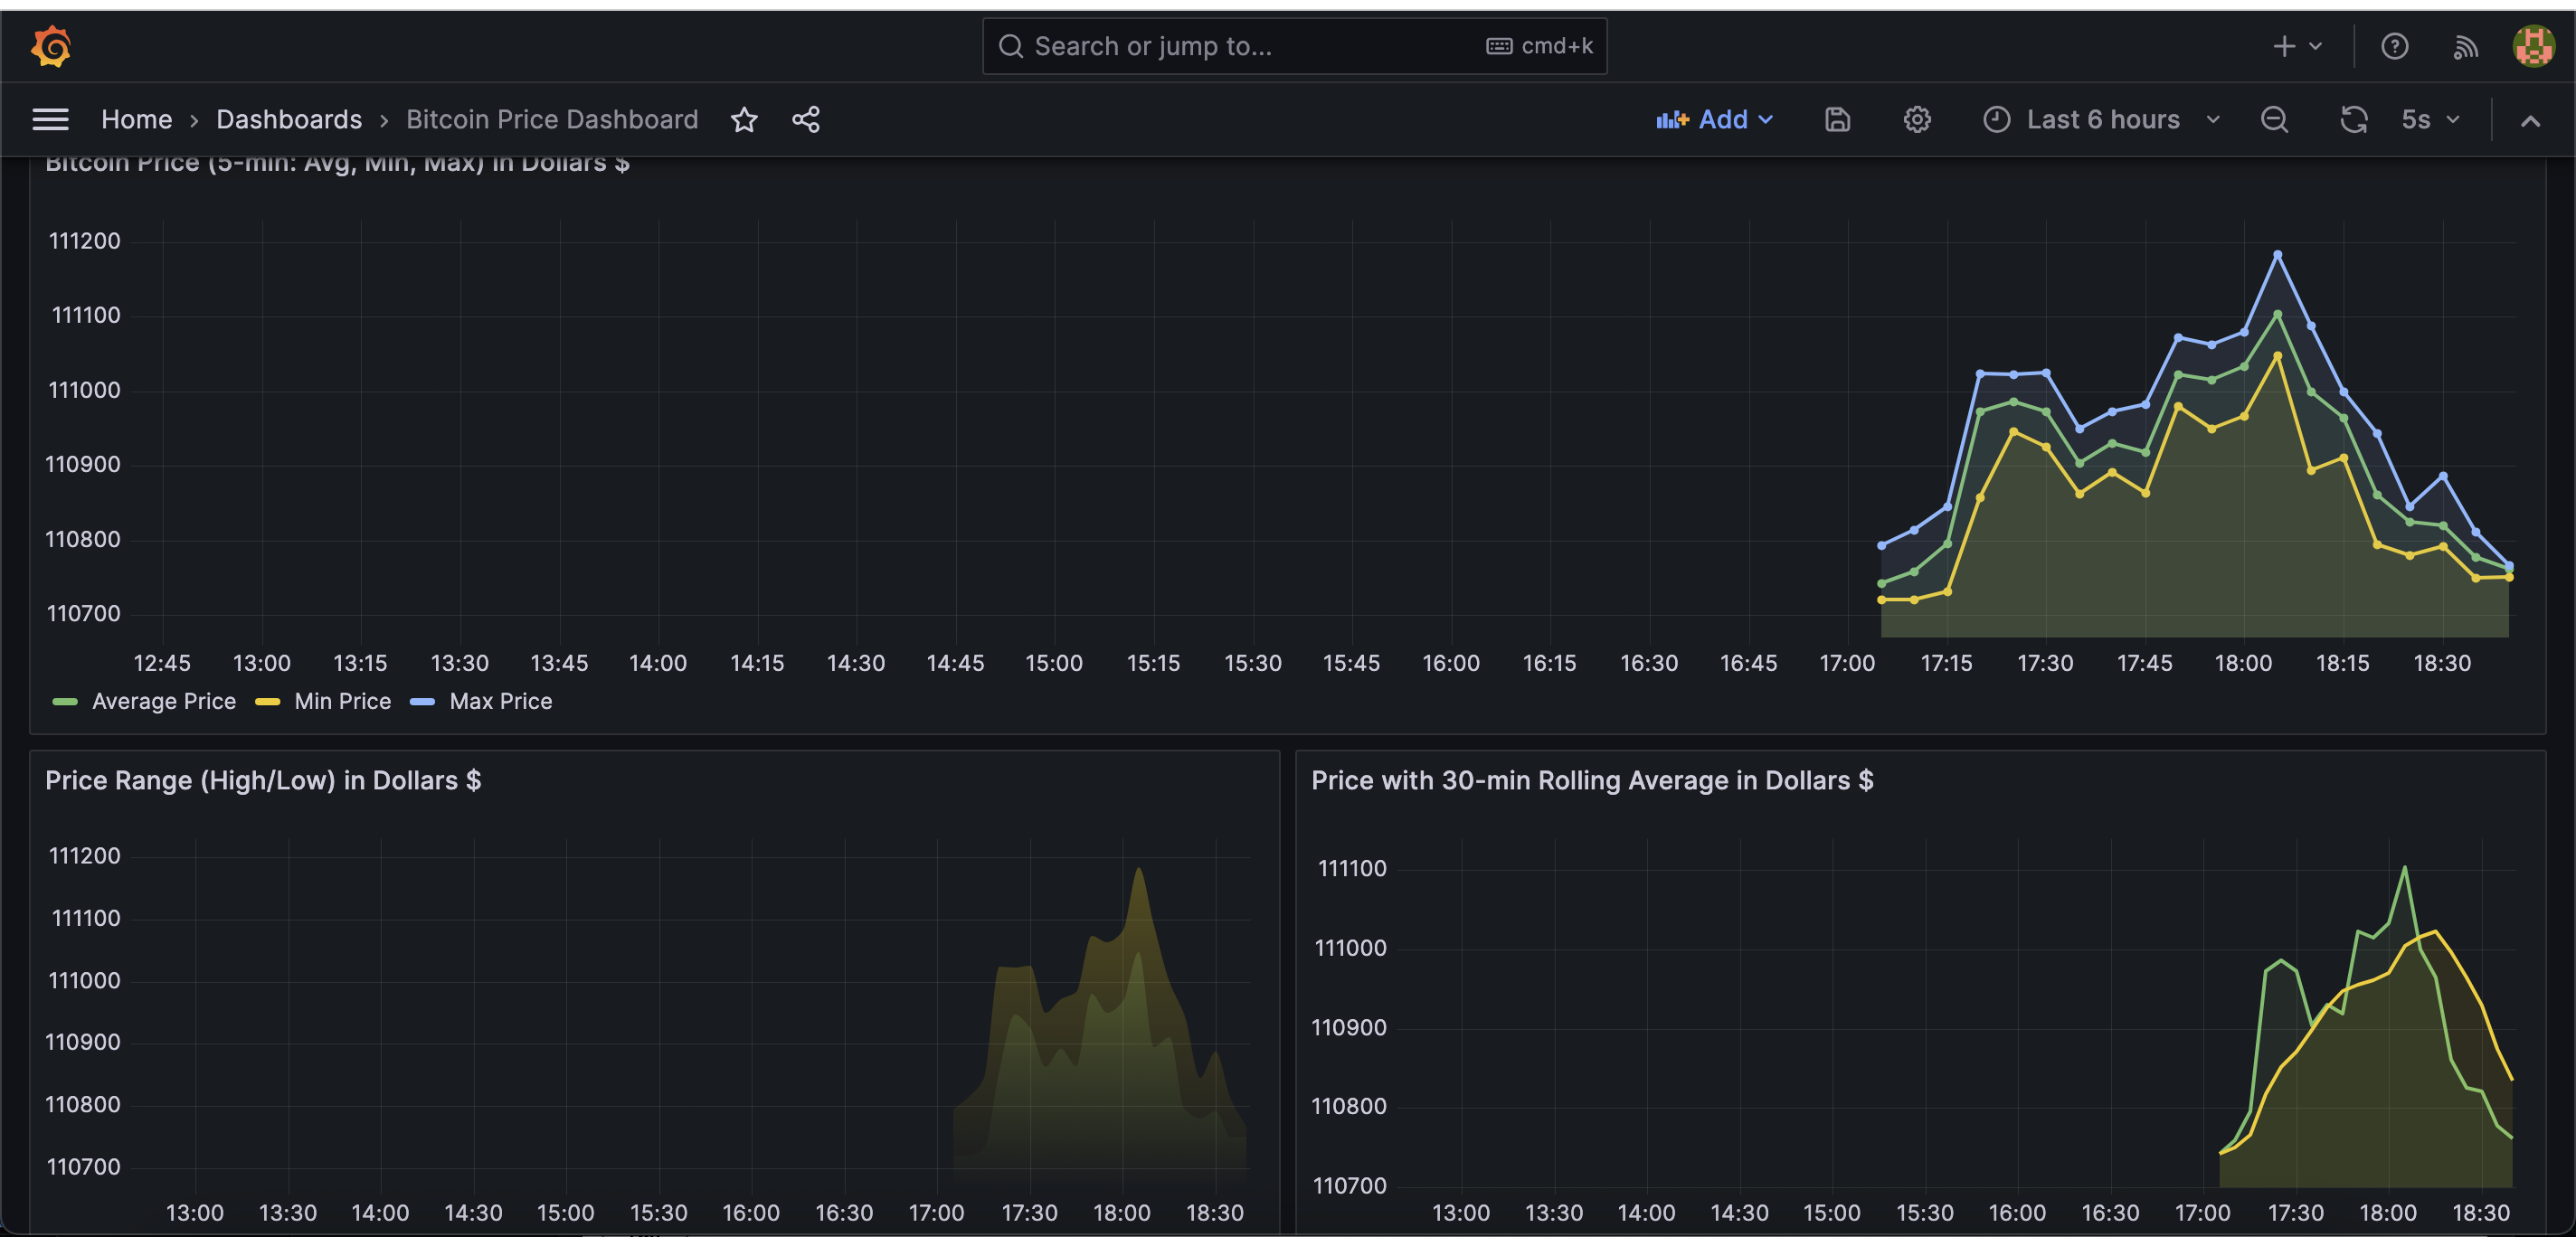 Search or jump to... cmd+k
Home › Dashboards › Bitcoin Price Dashboard Add Last 6 hours 5s
Bitcoin Price (5-min: Avg, Min, Max) in Dollars $
111200
111100
111000
110900
110800
110700
12:45 13:00 13:15 13:30 13:45 14:00 14:15 14:30 14:45 15:00 15:15 15:30 15:45 16:00 16:15 16:30 16:45 17:00 17:15 17:30 17:45 18:00 18:15 18:30
Average Price Min Price Max Price
Price Range (High/Low) in Dollars $
111200
111100
111000
110900
110800
110700
13:00 13:30 14:00 14:30 15:00 15:30 16:00 16:30 17:00 17:30 18:00 18:30
Price with 30-min Rolling Average in Dollars $
111100
111000
110900
110800
110700
13:00 13:30 14:00 14:30 15:00 15:30 16:00 16:30 17:00 17:30 18:00 18:30